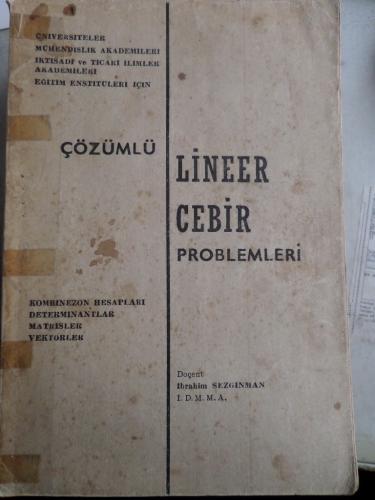 ÜNİVERSİTELER
MÜHENDİSLİK AKADEMİLERİ
İKTİSADİ ve TİCARİ İLİMLER
AKADEMİLERİ
EĞİTİM ENSTİTÜLERİ İÇİN
ÇÖZÜMLÜ
LİNEER
CEBİR
PROBLEMLERİ
KOMBİNEZON HESAPLARI
DETERMİNANTLAR
MATRİSLER
VEKTÖRLER
Doçent
İbrahim SEZGİNMAN
İ. D. M. M. A.